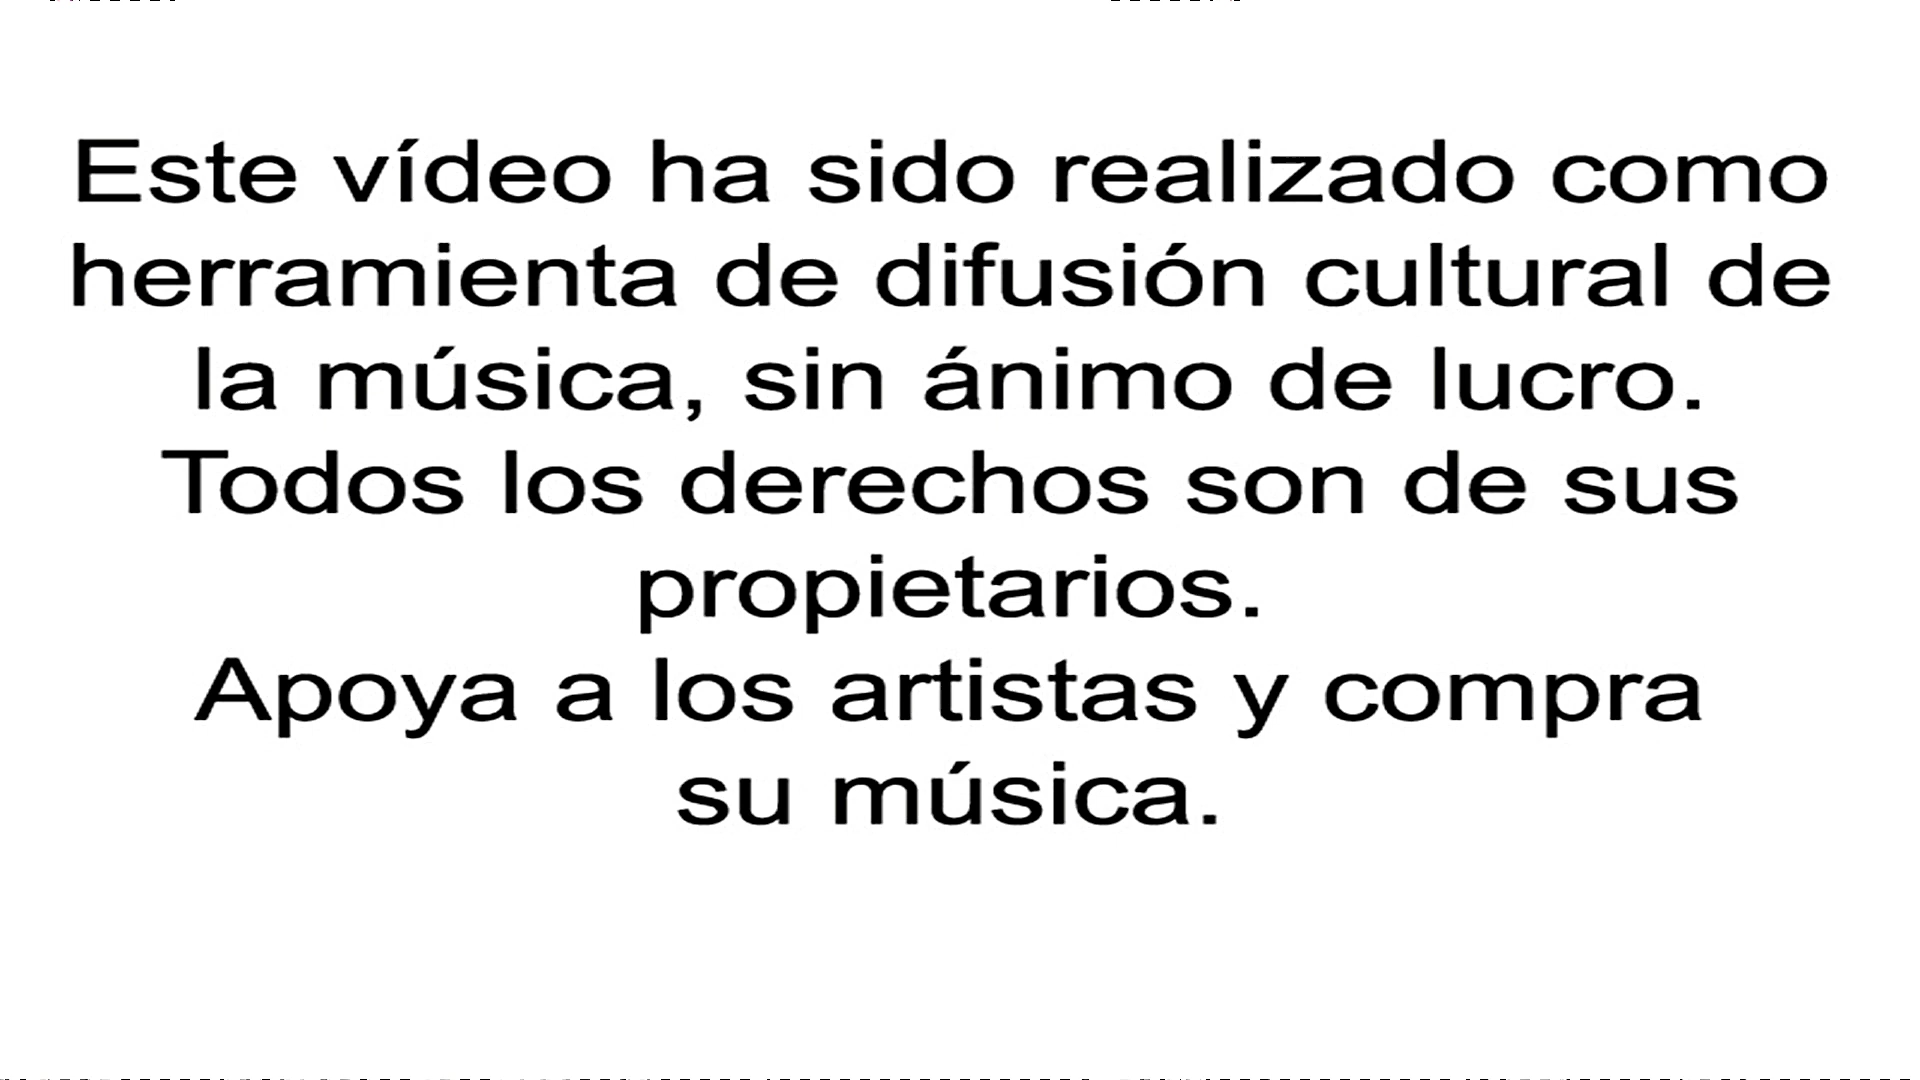 Este vídeo ha sido realizado como
herramienta de difusión cultural de
la música, sin ánimo de lucro.
Todos los derechos son de sus
propietarios.
Apoya a los artistas y compra
su música.